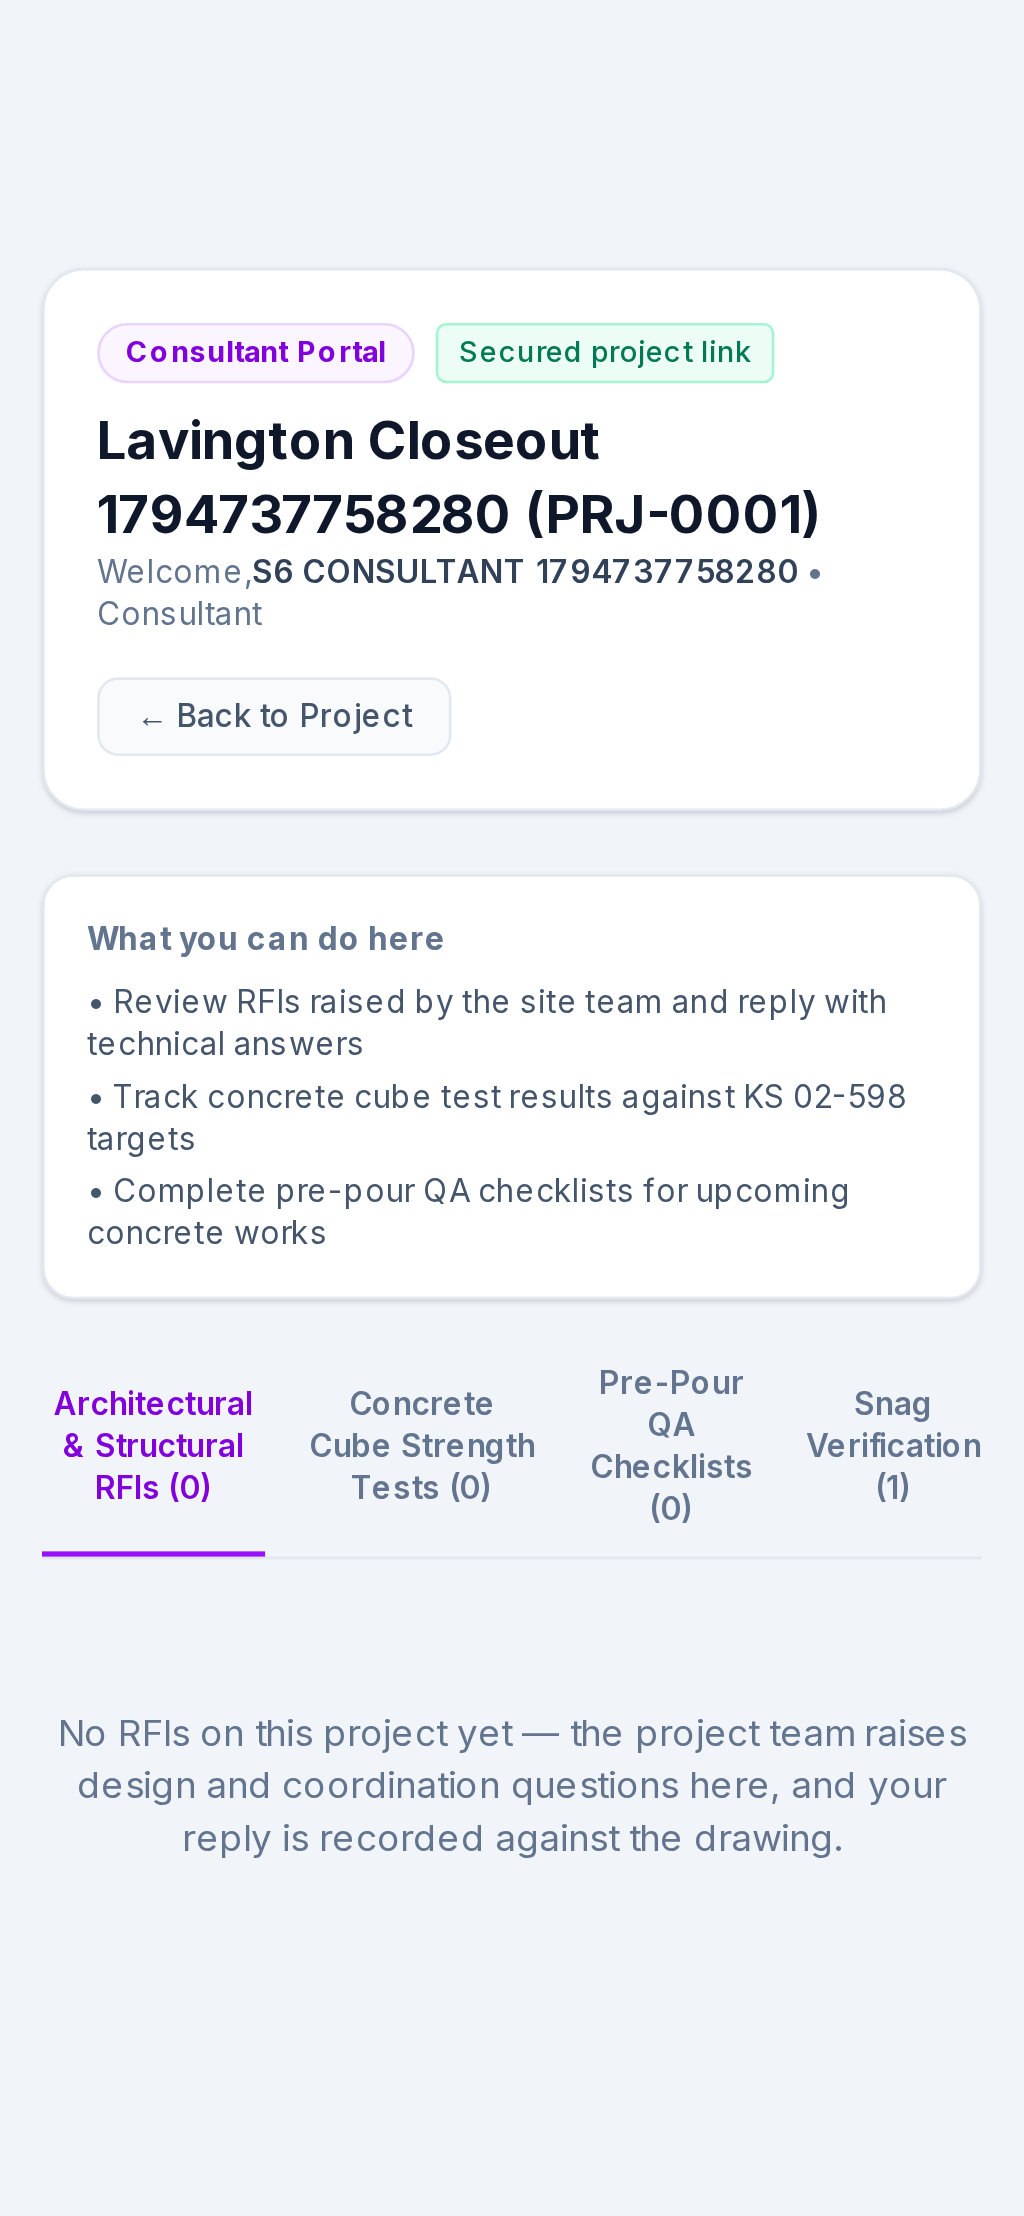 Consultant Portal
Secured project link
Lavington Closeout
1794737758280 (PRJ-0001)
Welcome,S6 CONSULTANT 1794737758280 •
Consultant
← Back to Project
What you can do here
• Review RFIs raised by the site team and reply with
technical answers
• Track concrete cube test results against KS 02-598
targets
• Complete pre-pour QA checklists for upcoming
concrete works
Architectural
& Structural
RFIs (0)
Concrete
Cube Strength
Tests (0)
Pre-Pour
QA
Checklists
(0)
Snag
Verification
(1)
No RFIs on this project yet — the project team raises
design and coordination questions here, and your
reply is recorded against the drawing.